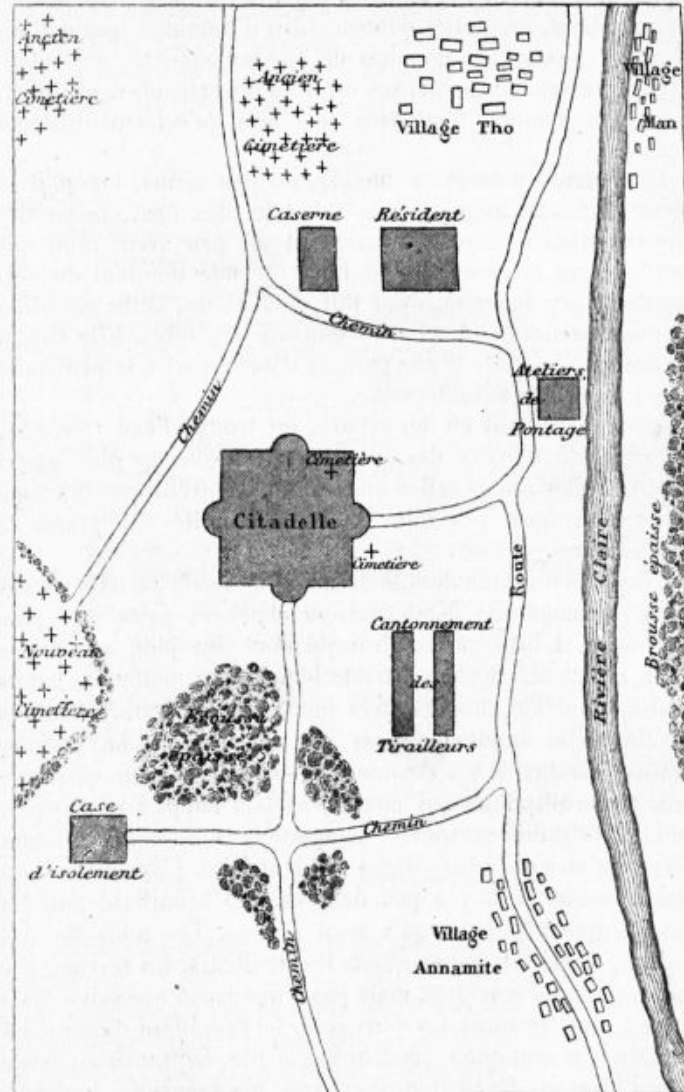 Ancien
Cimetière
Ancien
Cimetière
Village Tho
Village
Man
Caserne
Résident
Chemin
Chemin
Ateliers
de
Pontage
Cimetière
Citadelle
Cimetière
Route
Rivière Claire
Brousse épaisse
Nouveau
Cimetière
Brousse
épaisse
Cantonnement
des
Tirailleurs
Case
d'isolement
Chemin
Chemin
Village
Annamite